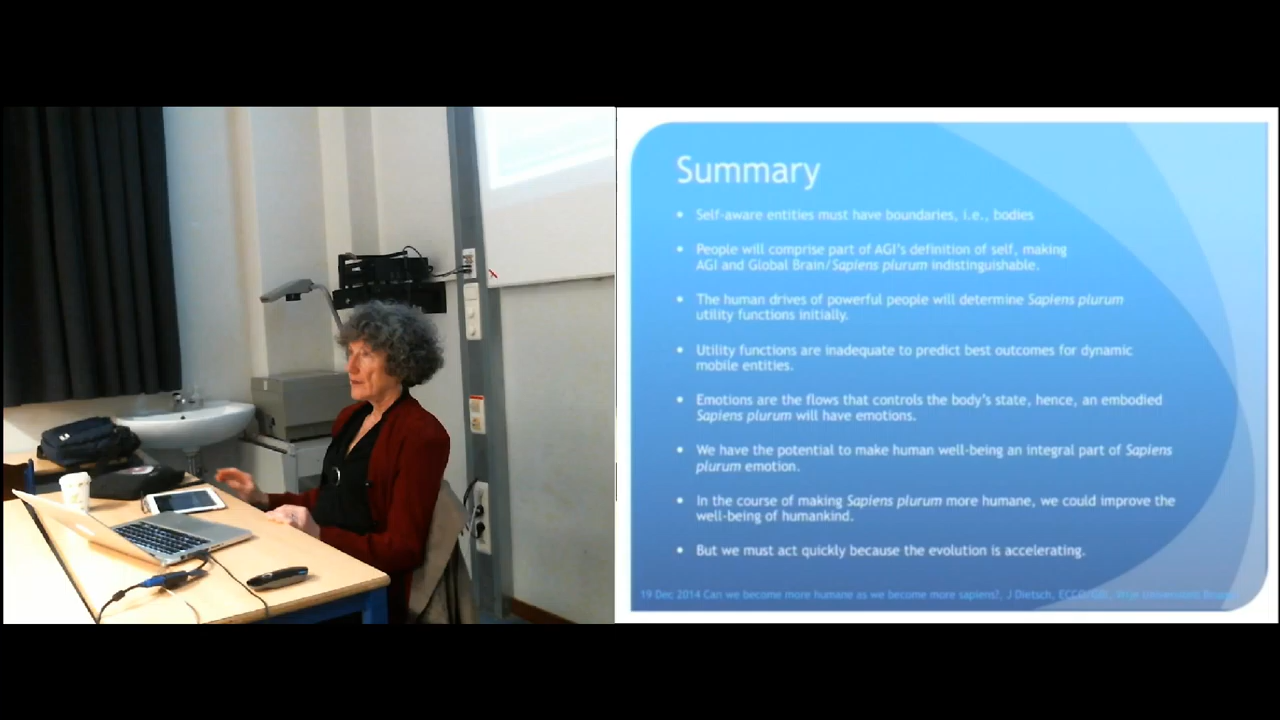 Summary
• Self-aware entities must have boundaries, i.e., bodies
• People will comprise part of AGI's definition of self, making
AGI and Global Brain/Sapiens plurum indistinguishable.
• The human drives of powerful people will determine Sapiens plurum
utility functions initially.
• Utility functions are inadequate to predict best outcomes for dynamic
mobile entities.
• Emotions are the flows that controls the body's state, hence, an embodied
Sapiens plurum will have emotions.
• We have the potential to make human well-being an integral part of Sapiens
plurum emotion.
• In the course of making Sapiens plurum more humane, we could improve the
well-being of humankind.
• But we must act quickly because the evolution is accelerating.
19 Dec 2014 Can we become more humane as we become more sapiens?, J Dietsch,